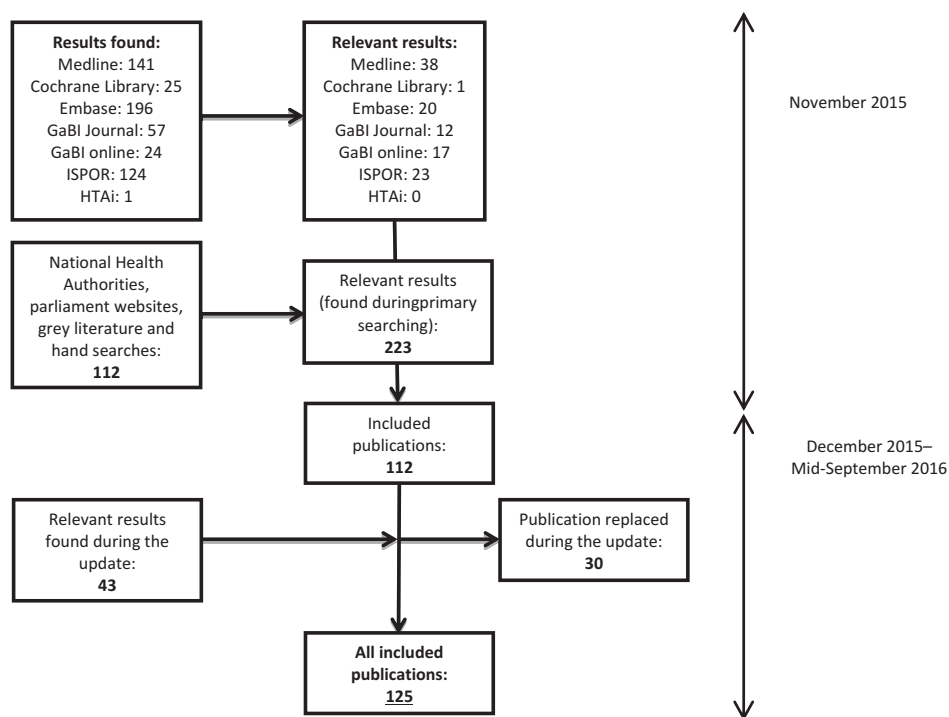 Results found:
Medline: 141
Cochrane Library: 25
Embase: 196
GaBI Journal: 57
GaBI online: 24
ISPOR: 124
HTAi: 1
Relevant results:
Medline: 38
Cochrane Library: 1
Embase: 20
GaBI Journal: 12
GaBI online: 17
ISPOR: 23
HTAi: 0
November 2015
National Health
Authorities,
parliament websites,
grey literature and
hand searches:
112
Relevant results
(found duringprimary
searching):
223
Included
publications:
112
December 2015–
Mid-September 2016
Relevant results
found during the
update:
43
Publication replaced
during the update:
30
All included
publications:
125